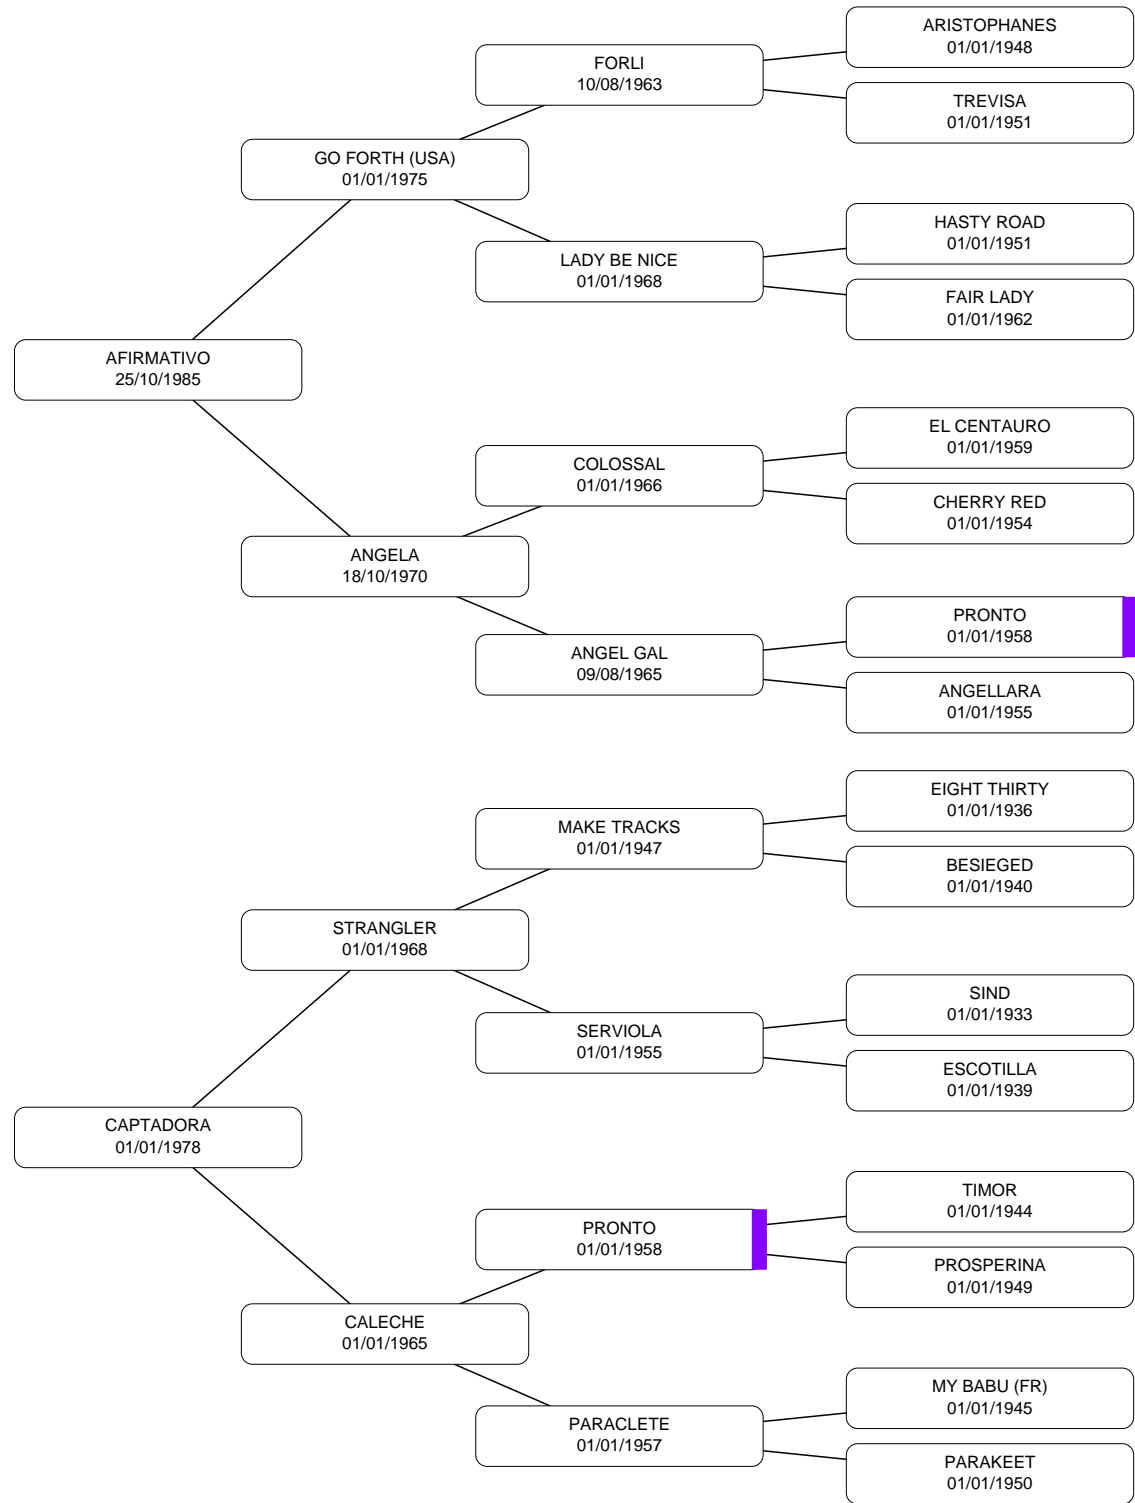 ARISTOPHANES
01/01/1948
FORLI
10/08/1963
TREVISA
01/01/1951
GO FORTH (USA)
01/01/1975
HASTY ROAD
01/01/1951
LADY BE NICE
01/01/1968
FAIR LADY
01/01/1962
AFIRMATIVO
25/10/1985
EL CENTAURO
01/01/1959
COLOSSAL
01/01/1966
CHERRY RED
01/01/1954
ANGELA
18/10/1970
PRONTO
01/01/1958
ANGEL GAL
09/08/1965
ANGELLARA
01/01/1955
EIGHT THIRTY
01/01/1936
MAKE TRACKS
01/01/1947
BESIEGED
01/01/1940
STRANGLER
01/01/1968
SIND
01/01/1933
SERVIOLA
01/01/1955
ESCOTILLA
01/01/1939
CAPTADORA
01/01/1978
TIMOR
01/01/1944
PRONTO
01/01/1958
PROSPERINA
01/01/1949
CALECHE
01/01/1965
MY BABU (FR)
01/01/1945
PARACLETE
01/01/1957
PARAKEET
01/01/1950